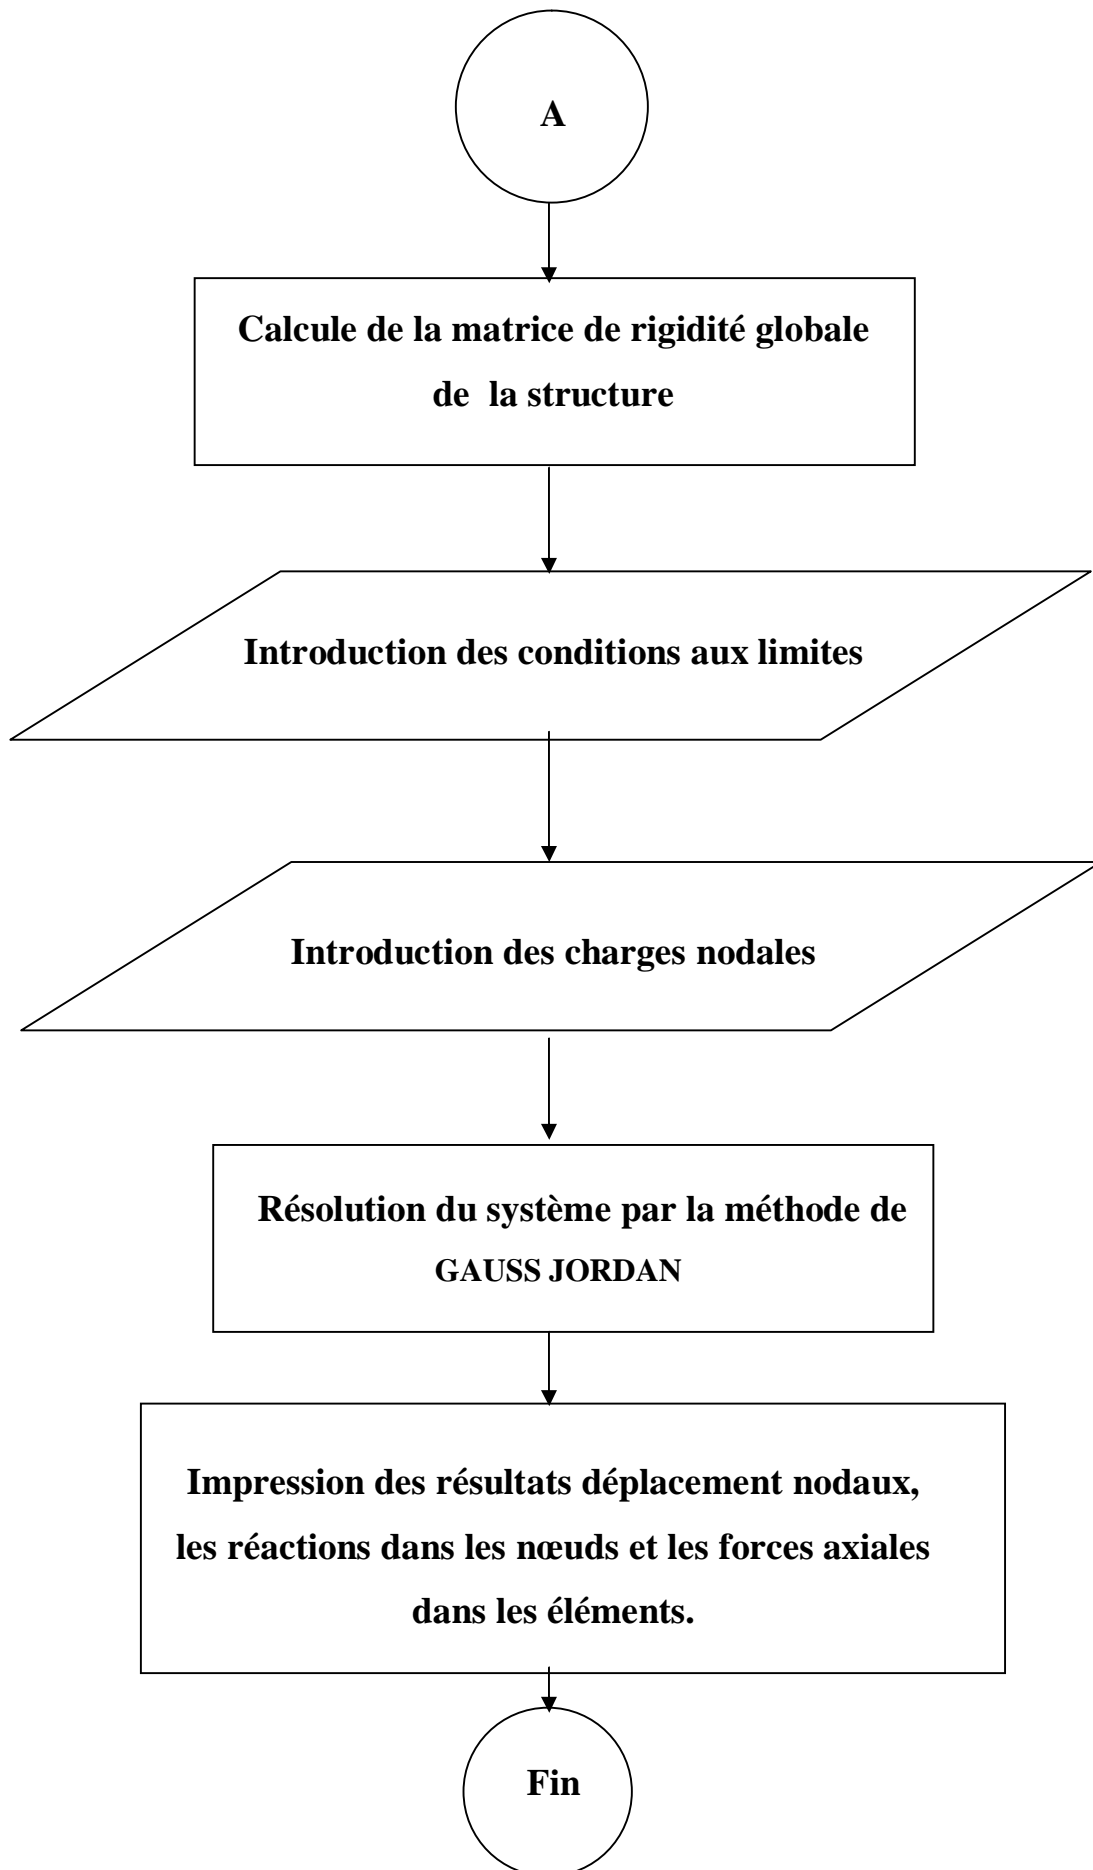 A
Calcule de la matrice de rigidité globale
de la structure
Introduction des conditions aux limites
Introduction des charges nodales
Résolution du système par la méthode de
GAUSS JORDAN
Impression des résultats déplacement nodaux,
les réactions dans les nœuds et les forces axiales
dans les éléments.
Fin